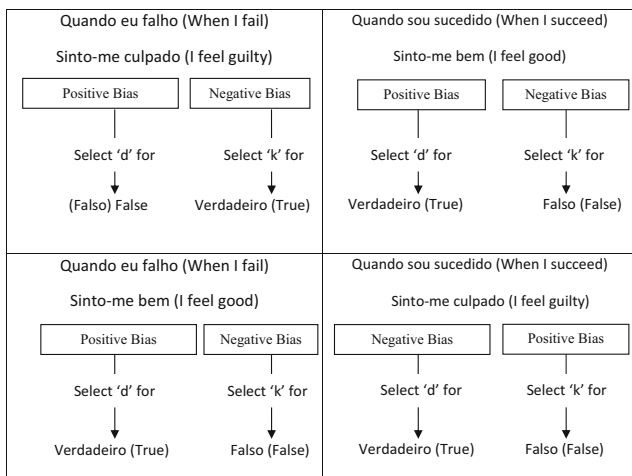 Quando eu falho (When I fail)
Sinto-me culpado (I feel guilty)
Positive Bias Negative Bias
Select ‘d’ for Select ‘k’ for
(Falso) False Verdadeiro (True)
Quando sou sucedido (When I succeed)
Sinto-me bem (I feel good)
Positive Bias Negative Bias
Select ‘d’ for Select ‘k’ for
Verdadeiro (True) Falso (False)
Quando eu falho (When I fail)
Sinto-me bem (I feel good)
Positive Bias Negative Bias
Select ‘d’ for Select ‘k’ for
Verdadeiro (True) Falso (False)
Quando sou sucedido (When I succeed)
Sinto-me culpado (I feel guilty)
Negative Bias Positive Bias
Select ‘d’ for Select ‘k’ for
Verdadeiro (True) Falso (False)